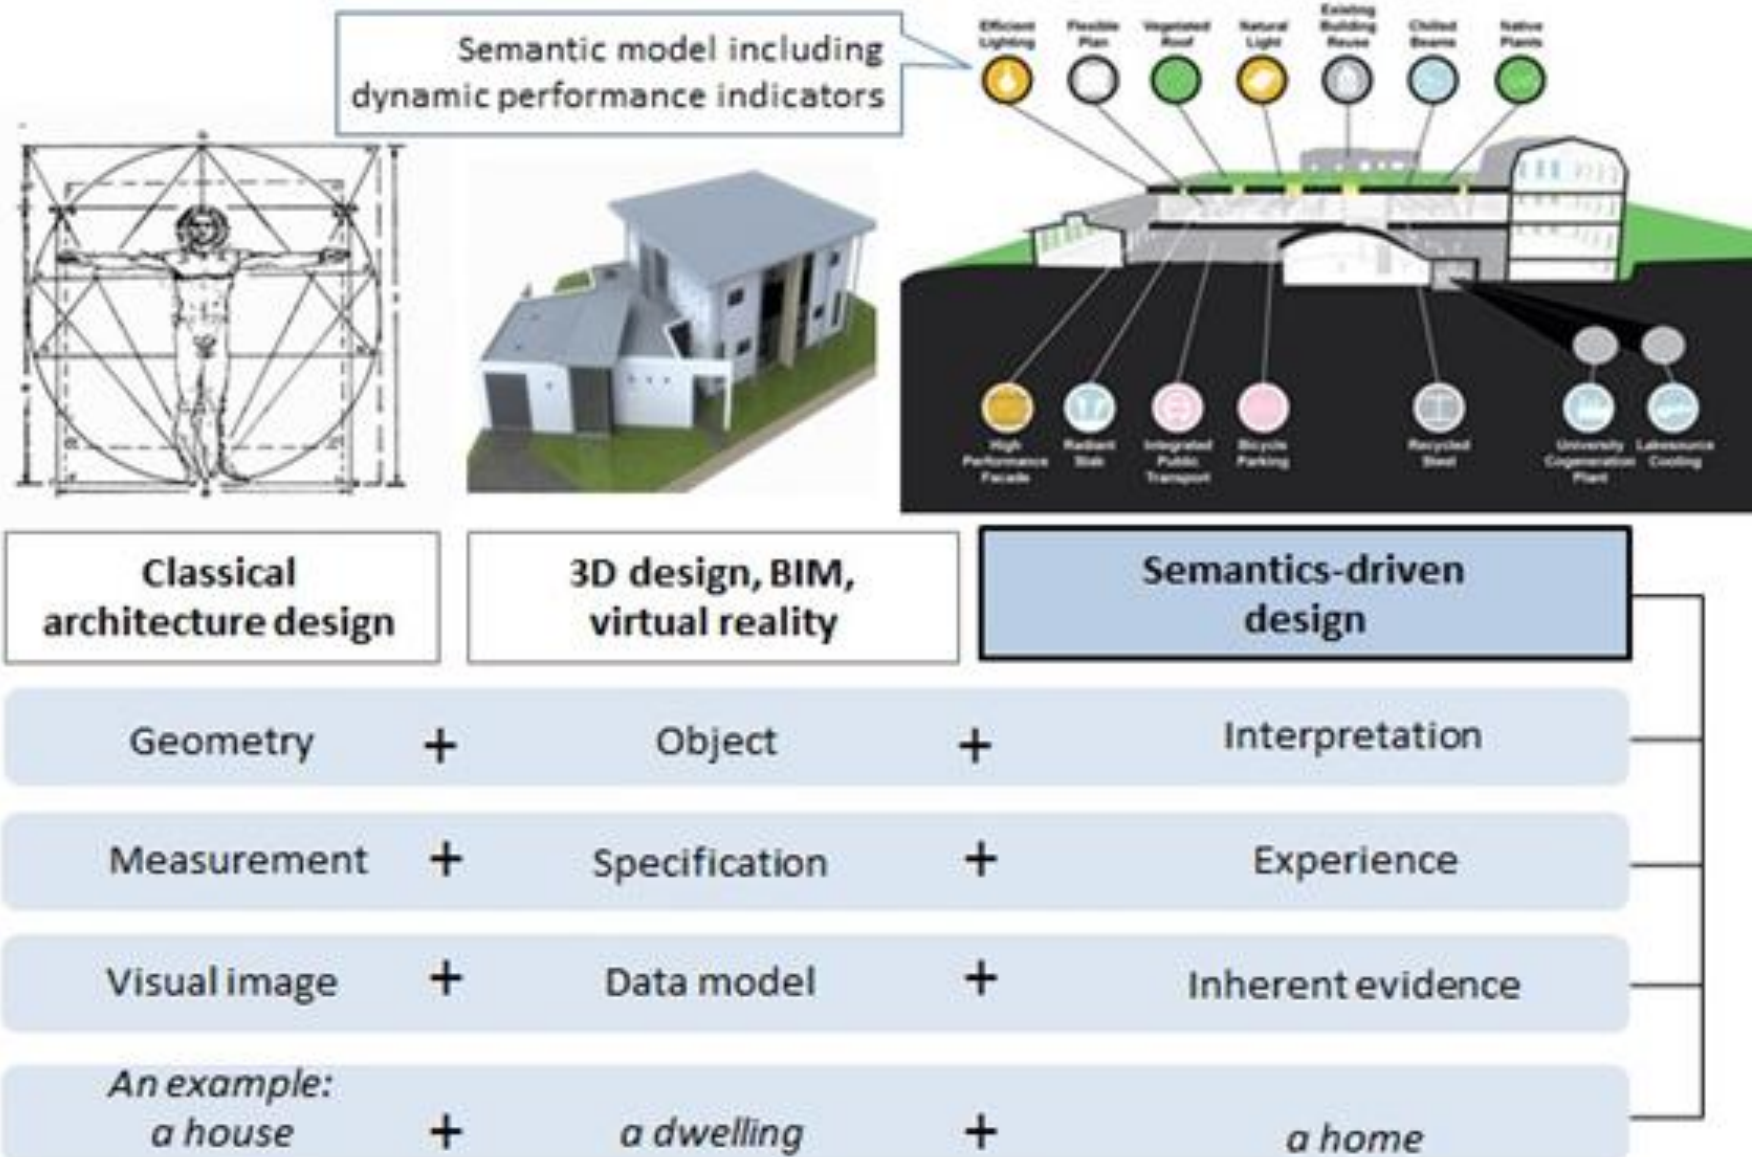 Semantic model including
dynamic performance indicators
Efficient
Lighting
Flexible
Plan
Vegetated
Roof
Natural
Light
Existing
Building
Reuse
Chilled
Beams
Native
Plants
High
Performance
Facade
Radiant
Slab
Integrated
Public
Transport
Bicycle
Parking
Recycled
Steel
University
Cogeneration
Plant
Lakesource
Cooling
Classical
architecture design
3D design, BIM,
virtual reality
Semantics-driven
design
Geometry + Object + Interpretation
Measurement + Specification + Experience
Visual image + Data model + Inherent evidence
An example:
a house + a dwelling + a home